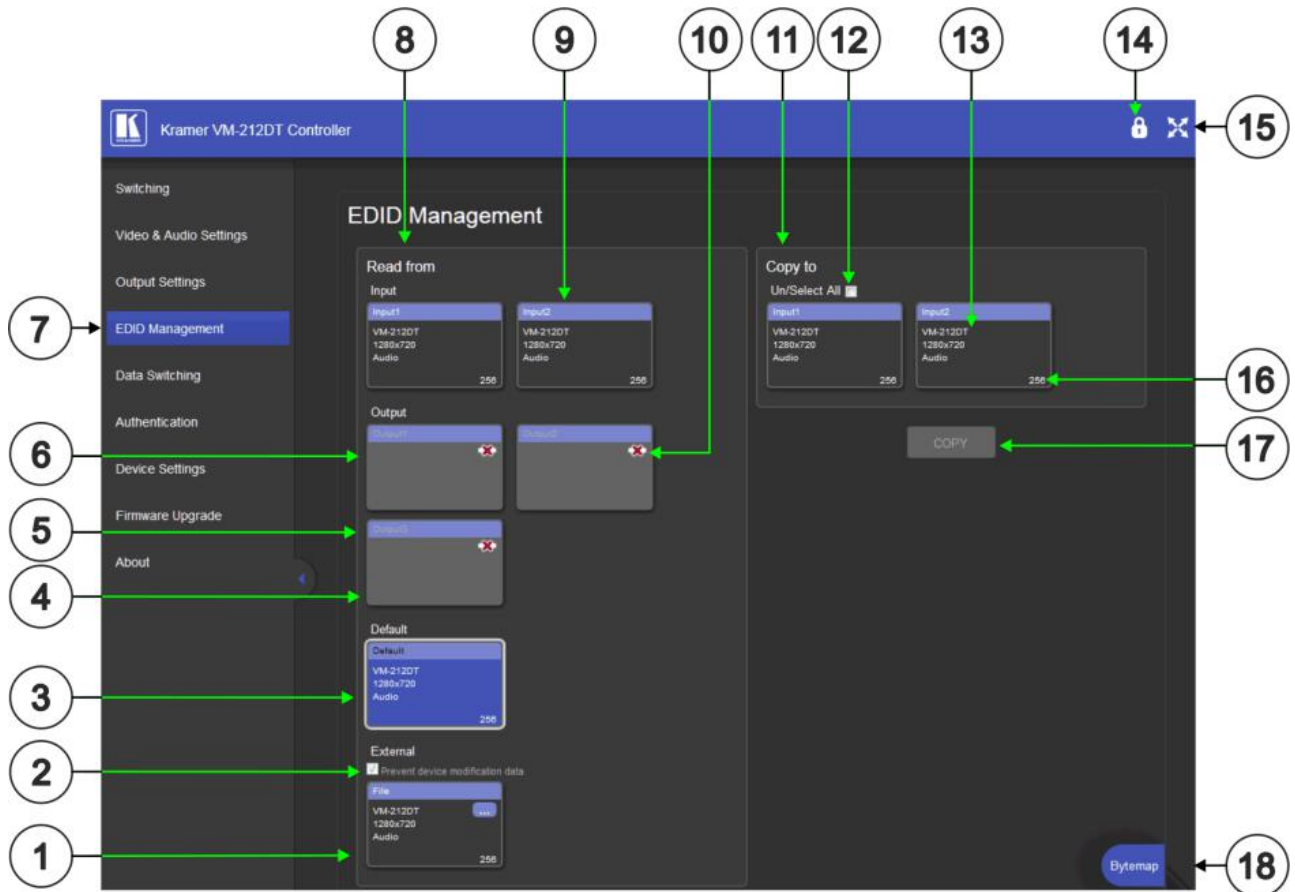 8
9
10
11
12
13
14
Kramer VM-212DT Controller
15
Switching
Video & Audio Settings
Output Settings
7
EDID Management
Data Switching
Authentication
Device Settings
Firmware Upgrade
About
EDID Management
Read from
Input
Input1
VM-212DT
1280x720
Audio
256
Input2
VM-212DT
1280x720
Audio
256
Output
6
Output1
Output2
5
Output3
4
Default
Default
3
VM-212DT
1280x720
Audio
256
External
2
Prevent device modification data
File
...
VM-212DT
1280x720
Audio
1
256
Copy to
Un/Select All
Input1
VM-212DT
1280x720
Audio
256
Input2
VM-212DT
1280x720
Audio
256
16
COPY
17
Bytemap
18